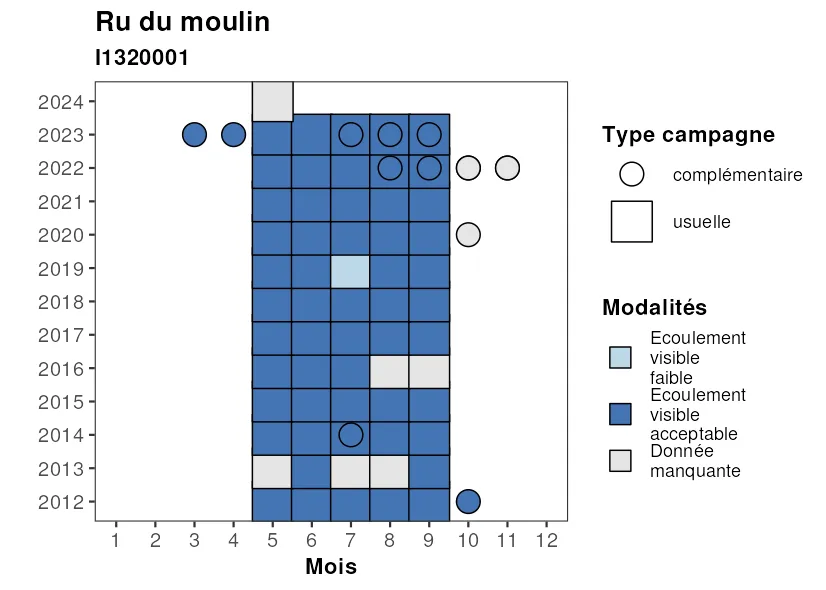 Ru du moulin
I1320001
2024
2023
2022
2021
2020
2019
2018
2017
2016
2015
2014
2013
2012
1 2 3 4 5 6 7 8 9 10 11 12
Mois
Type campagne
complémentaire
usuelle
Modalités
Ecoulement
visible
faible
Ecoulement
visible
acceptable
Donnée
manquante